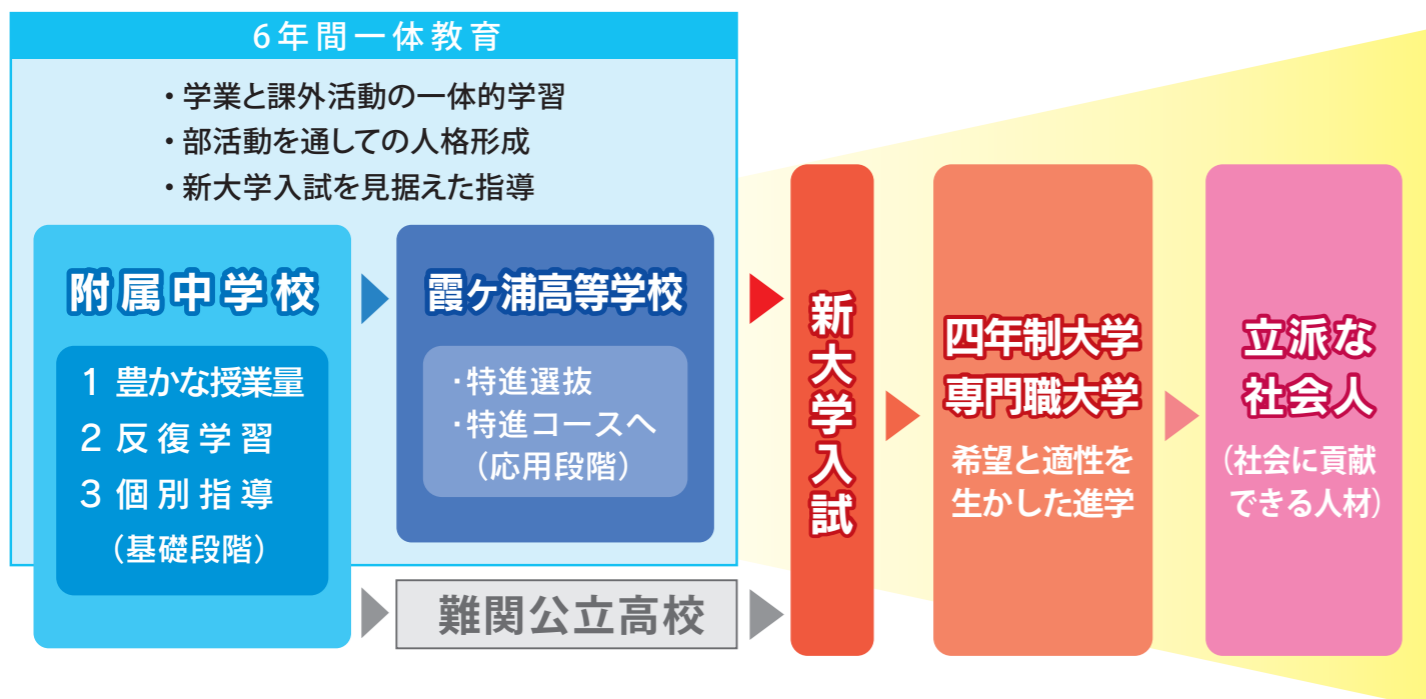 6年間一体教育
・学業と課外活動の一体的学習
・部活動を通しての人格形成
・新大学入試を見据えた指導
附属中学校
1 豊かな授業量
2 反復学習
3 個別指導
（基礎段階）
霞ヶ浦高等学校
・特進選抜
・特進コースへ
（応用段階）
難関公立高校
新大学入試
四年制大学
専門職大学
希望と適性を
生かした進学
立派な
社会人
（社会に貢献
できる人材）